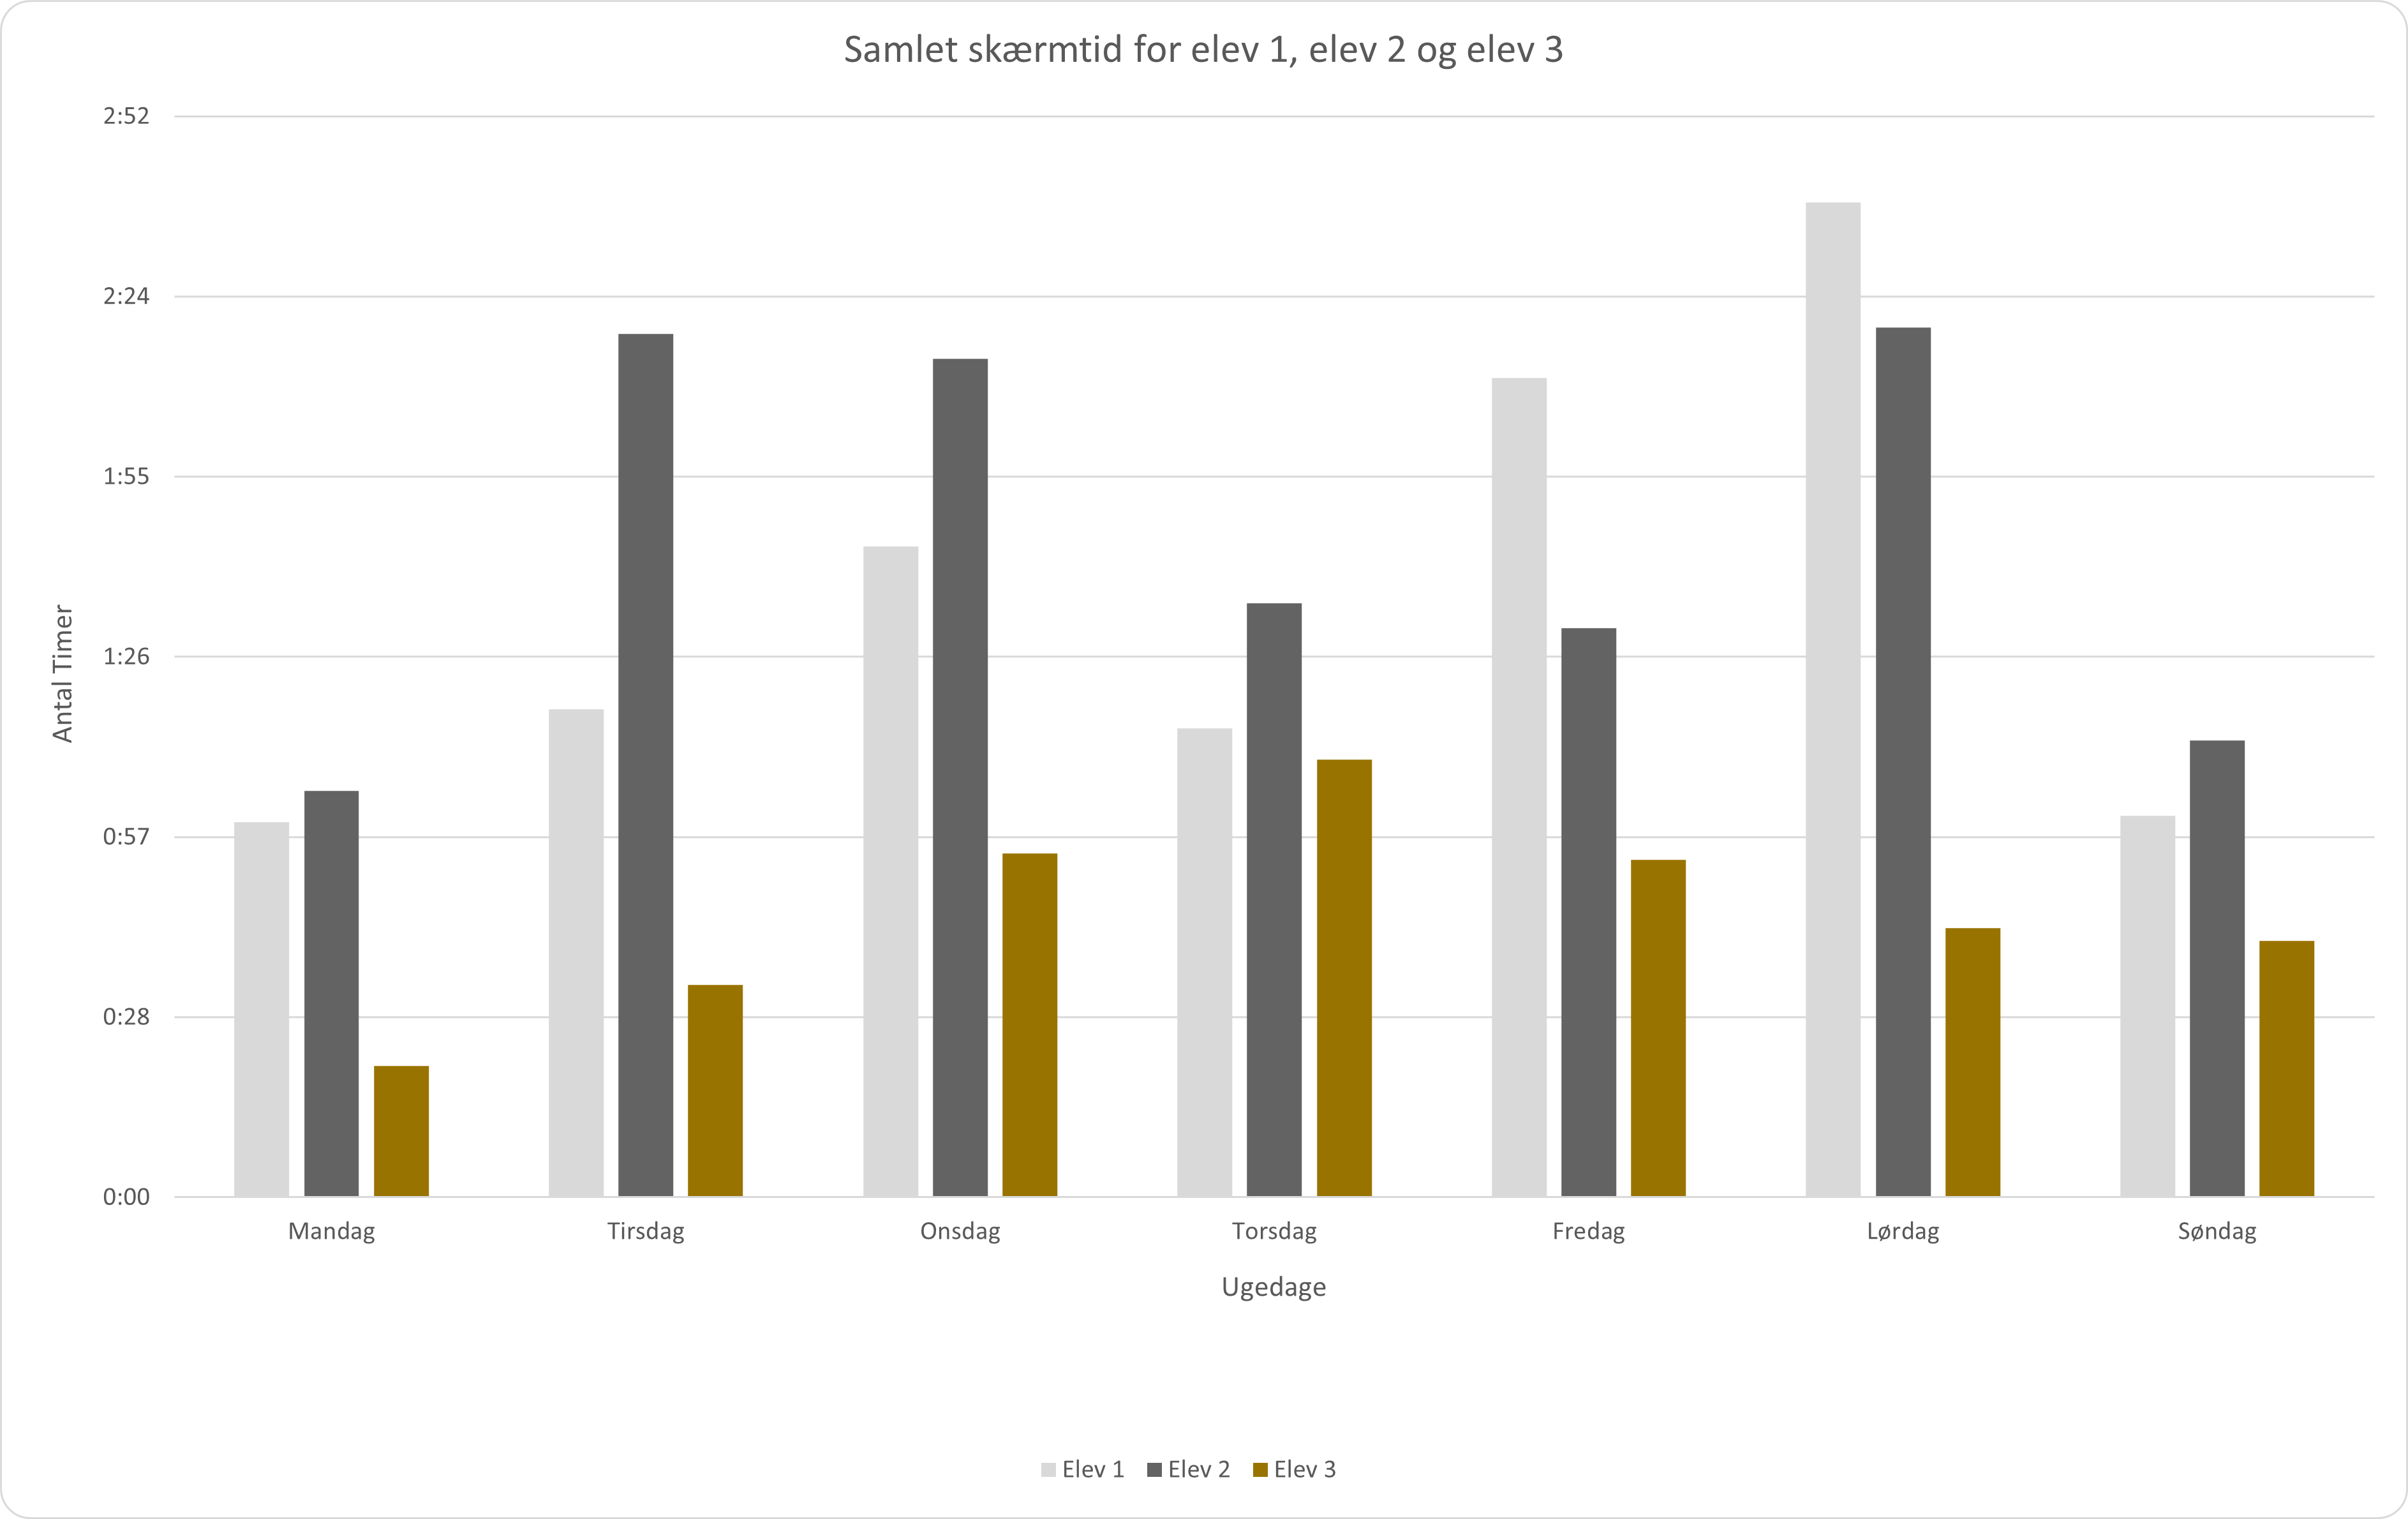 Samlet skærmtid for elev 1, elev 2 og elev 3
2:52
2:24
1:55
1:26
0:57
0:28
0:00
Antal Timer
Mandag Tirsdag Onsdag Torsdag Fredag Lørdag Søndag
Ugedage
Elev 1 Elev 2 Elev 3